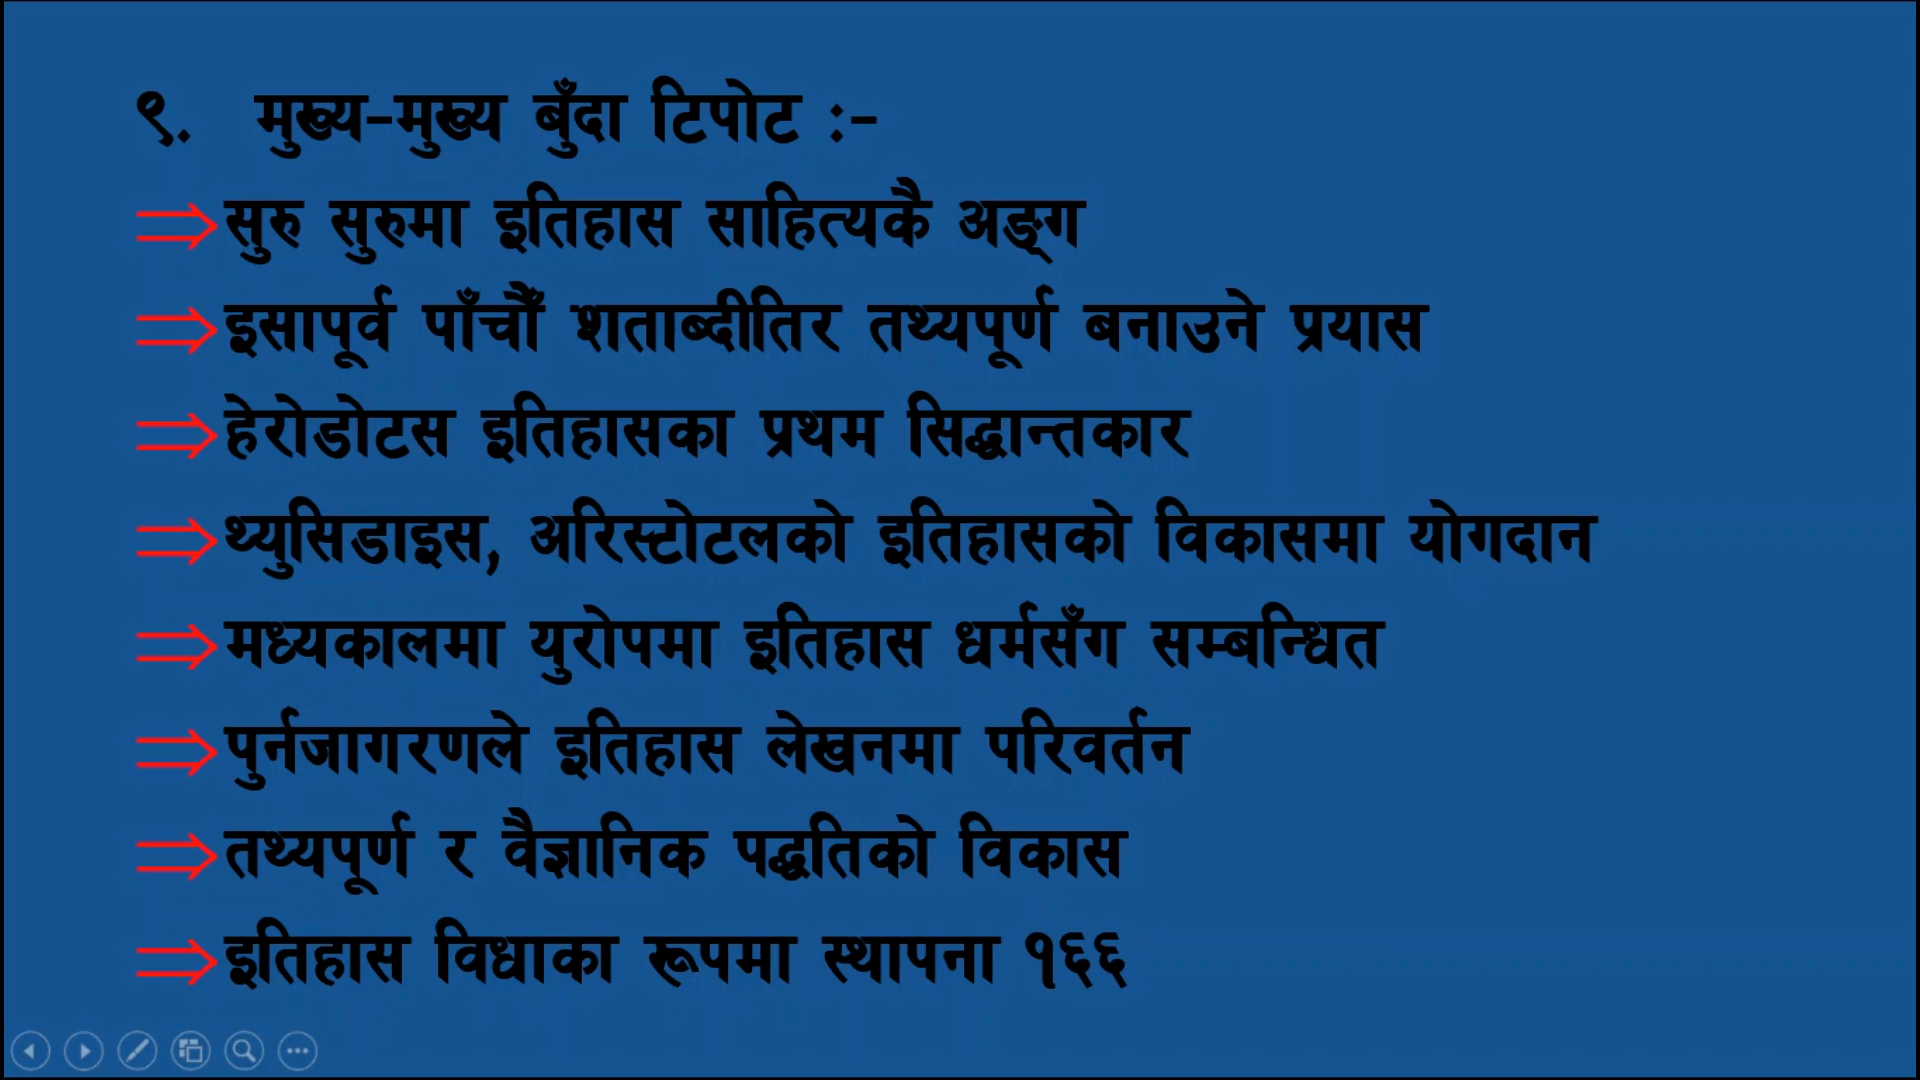 ९. मुख्य-मुख्य बुँदा टिपोट :-
⇒सुरु सुरुमा इतिहास साहित्यकै अङ्ग
⇒इसापूर्व पाँचौँ शताब्दीतिर तथ्यपूर्ण बनाउने प्रयास
⇒हेरोडोटस इतिहासका प्रथम सिद्धान्तकार
⇒थ्युसिडाइस, अरिस्टोटलको इतिहासको विकासमा योगदान
⇒मध्यकालमा युरोपमा इतिहास धर्मसँग सम्बन्धित
⇒पुर्नजागरणले इतिहास लेखनमा परिवर्तन
⇒तथ्यपूर्ण र वैज्ञानिक पद्धतिको विकास
⇒इतिहास विधाका रूपमा स्थापना १६६